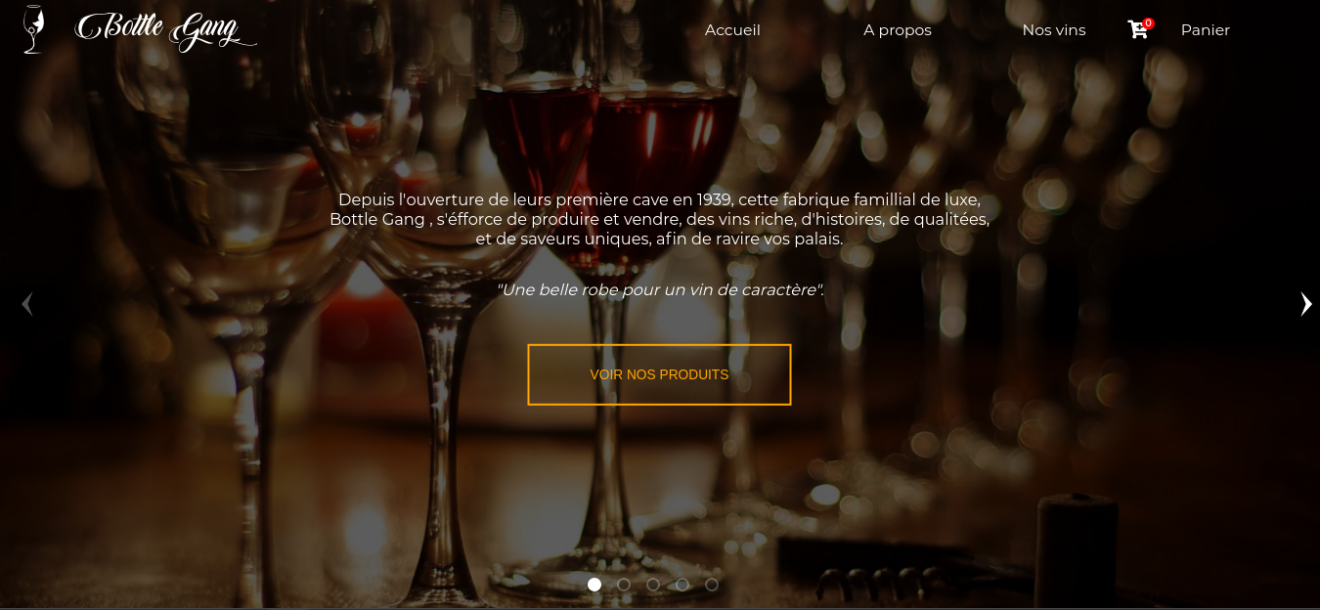 Bottle Gang
Accueil
A propos
Nos vins
0
Panier
Depuis l'ouverture de leurs première cave en 1939, cette fabrique famillial de luxe,
Bottle Gang , s'éfforce de produire et vendre, des vins riche, d'histoires, de qualitées,
et de saveurs uniques, afin de ravire vos palais.
"Une belle robe pour un vin de caractère".
VOIR NOS PRODUITS